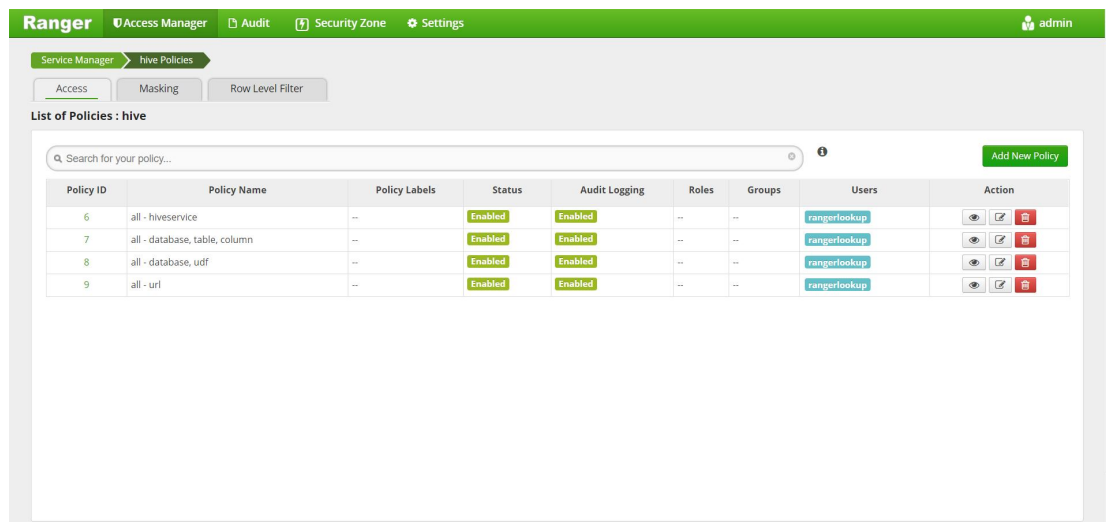 Ranger Access Manager Audit Security Zone Settings admin
Service Manager hive Policies
Access Masking Row Level Filter
List of Policies : hive
Search for your policy... Add New Policy
Policy ID Policy Name Policy Labels Status Audit Logging Roles Groups Users Action
6 all - hiveservice -- Enabled Enabled -- -- rangerlookup
7 all - database, table, column -- Enabled Enabled -- -- rangerlookup
8 all - database, udf -- Enabled Enabled -- -- rangerlookup
9 all - url -- Enabled Enabled -- -- rangerlookup